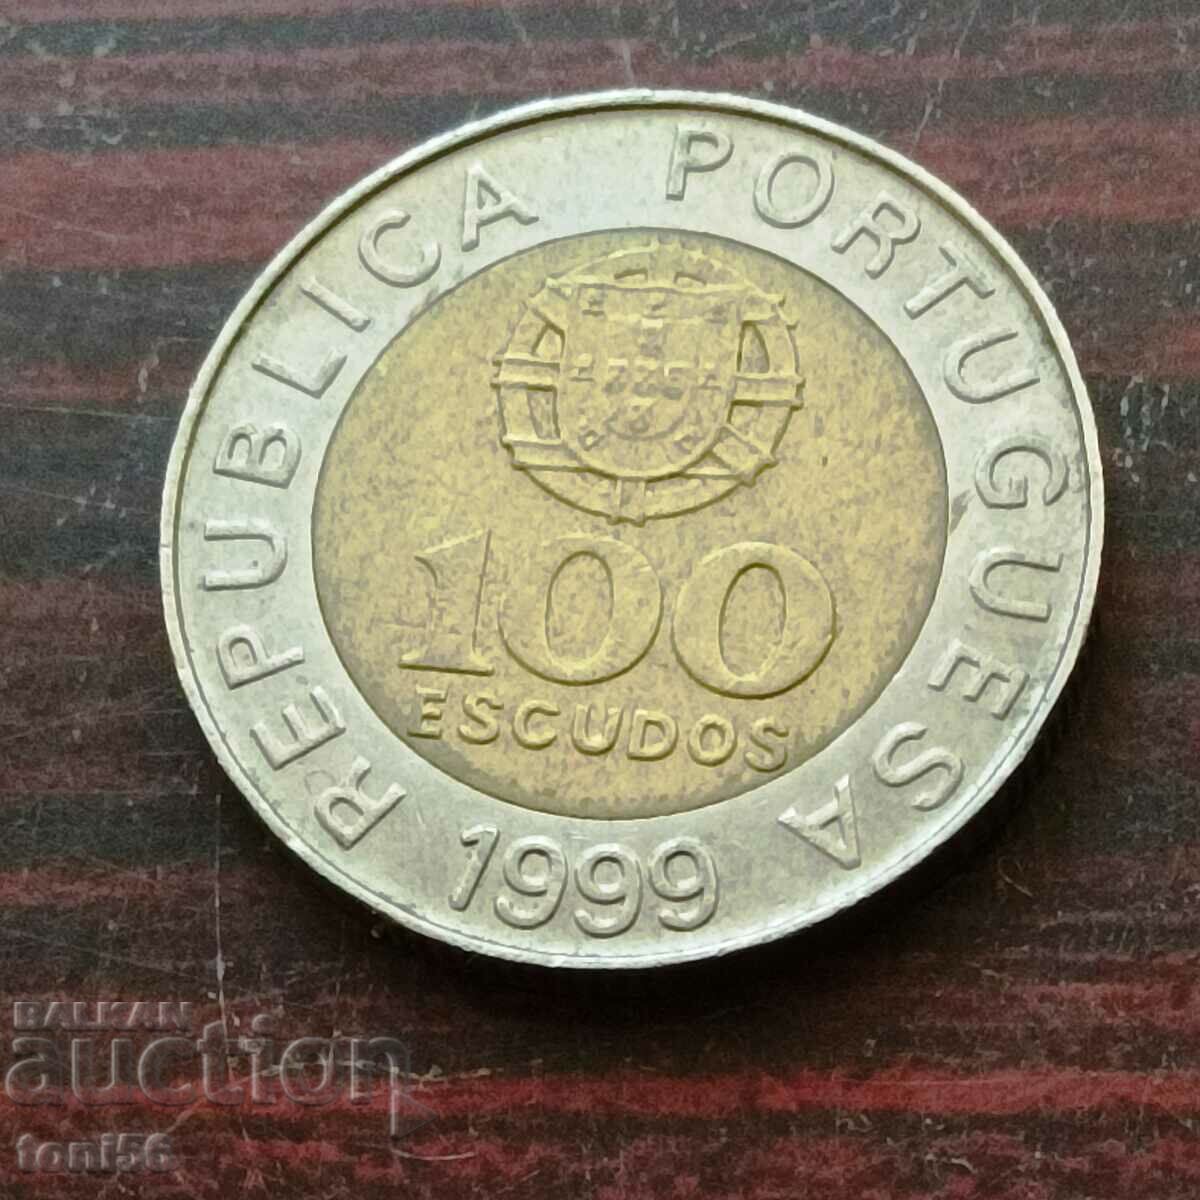 REPUBLICA PORTUGUESA
100
ESCUDOS
1999
BALKAN
auction
toni56